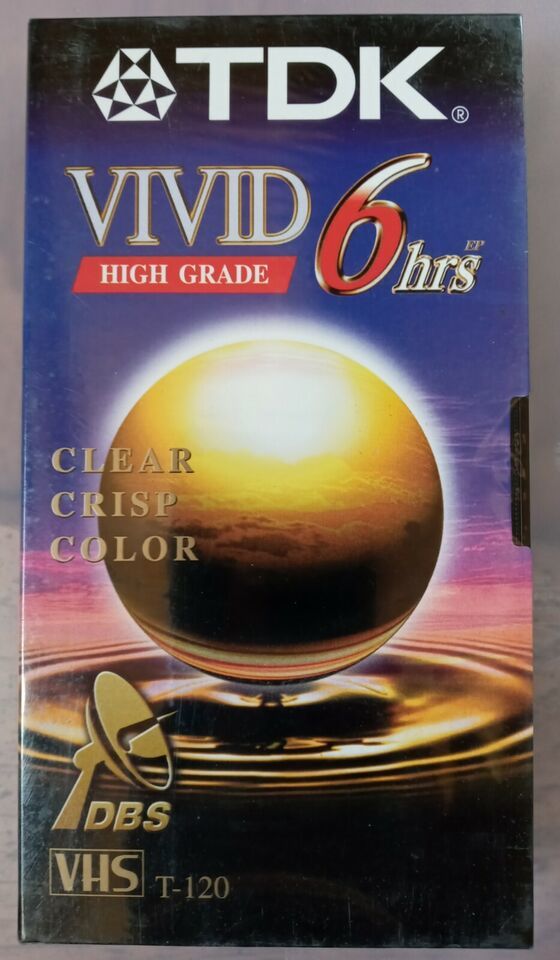 TDK®
VIVID
HIGH GRADE
6 hrs EP
CLEAR
CRISP
COLOR
DBS
VHS T-120